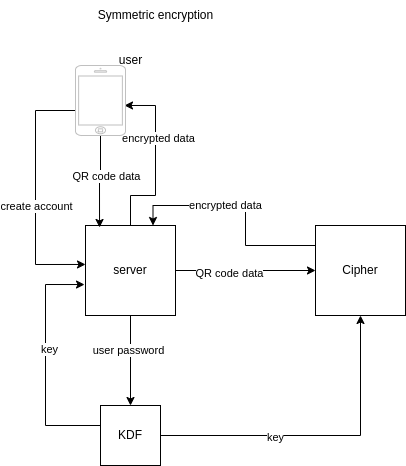 Symmetric encryption
user
encrypted data
QR code data
create account
encrypted data
server
QR code data
Cipher
key
user password
KDF
key